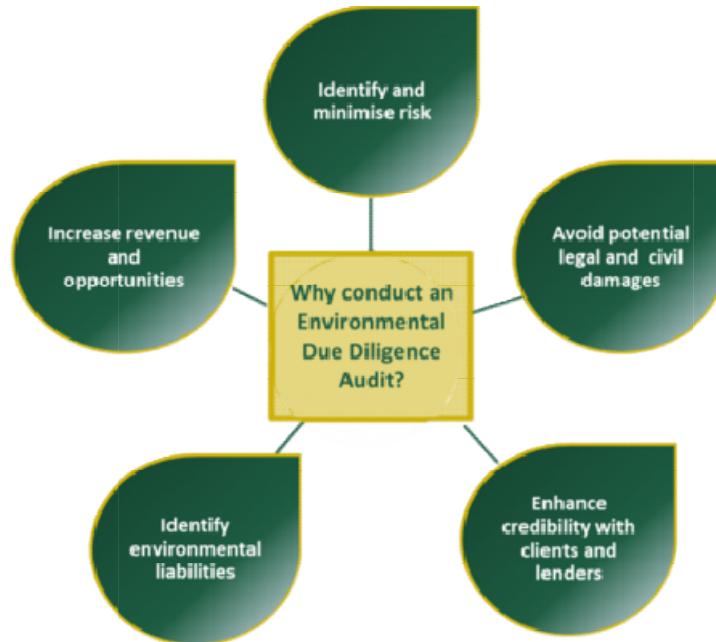 Identify and
minimise risk
Increase revenue
and
opportunities
Avoid potential
legal and civil
damages
Why conduct an
Environmental
Due Diligence
Audit?
Identify
environmental
liabilities
Enhance
credibility with
clients and
lenders